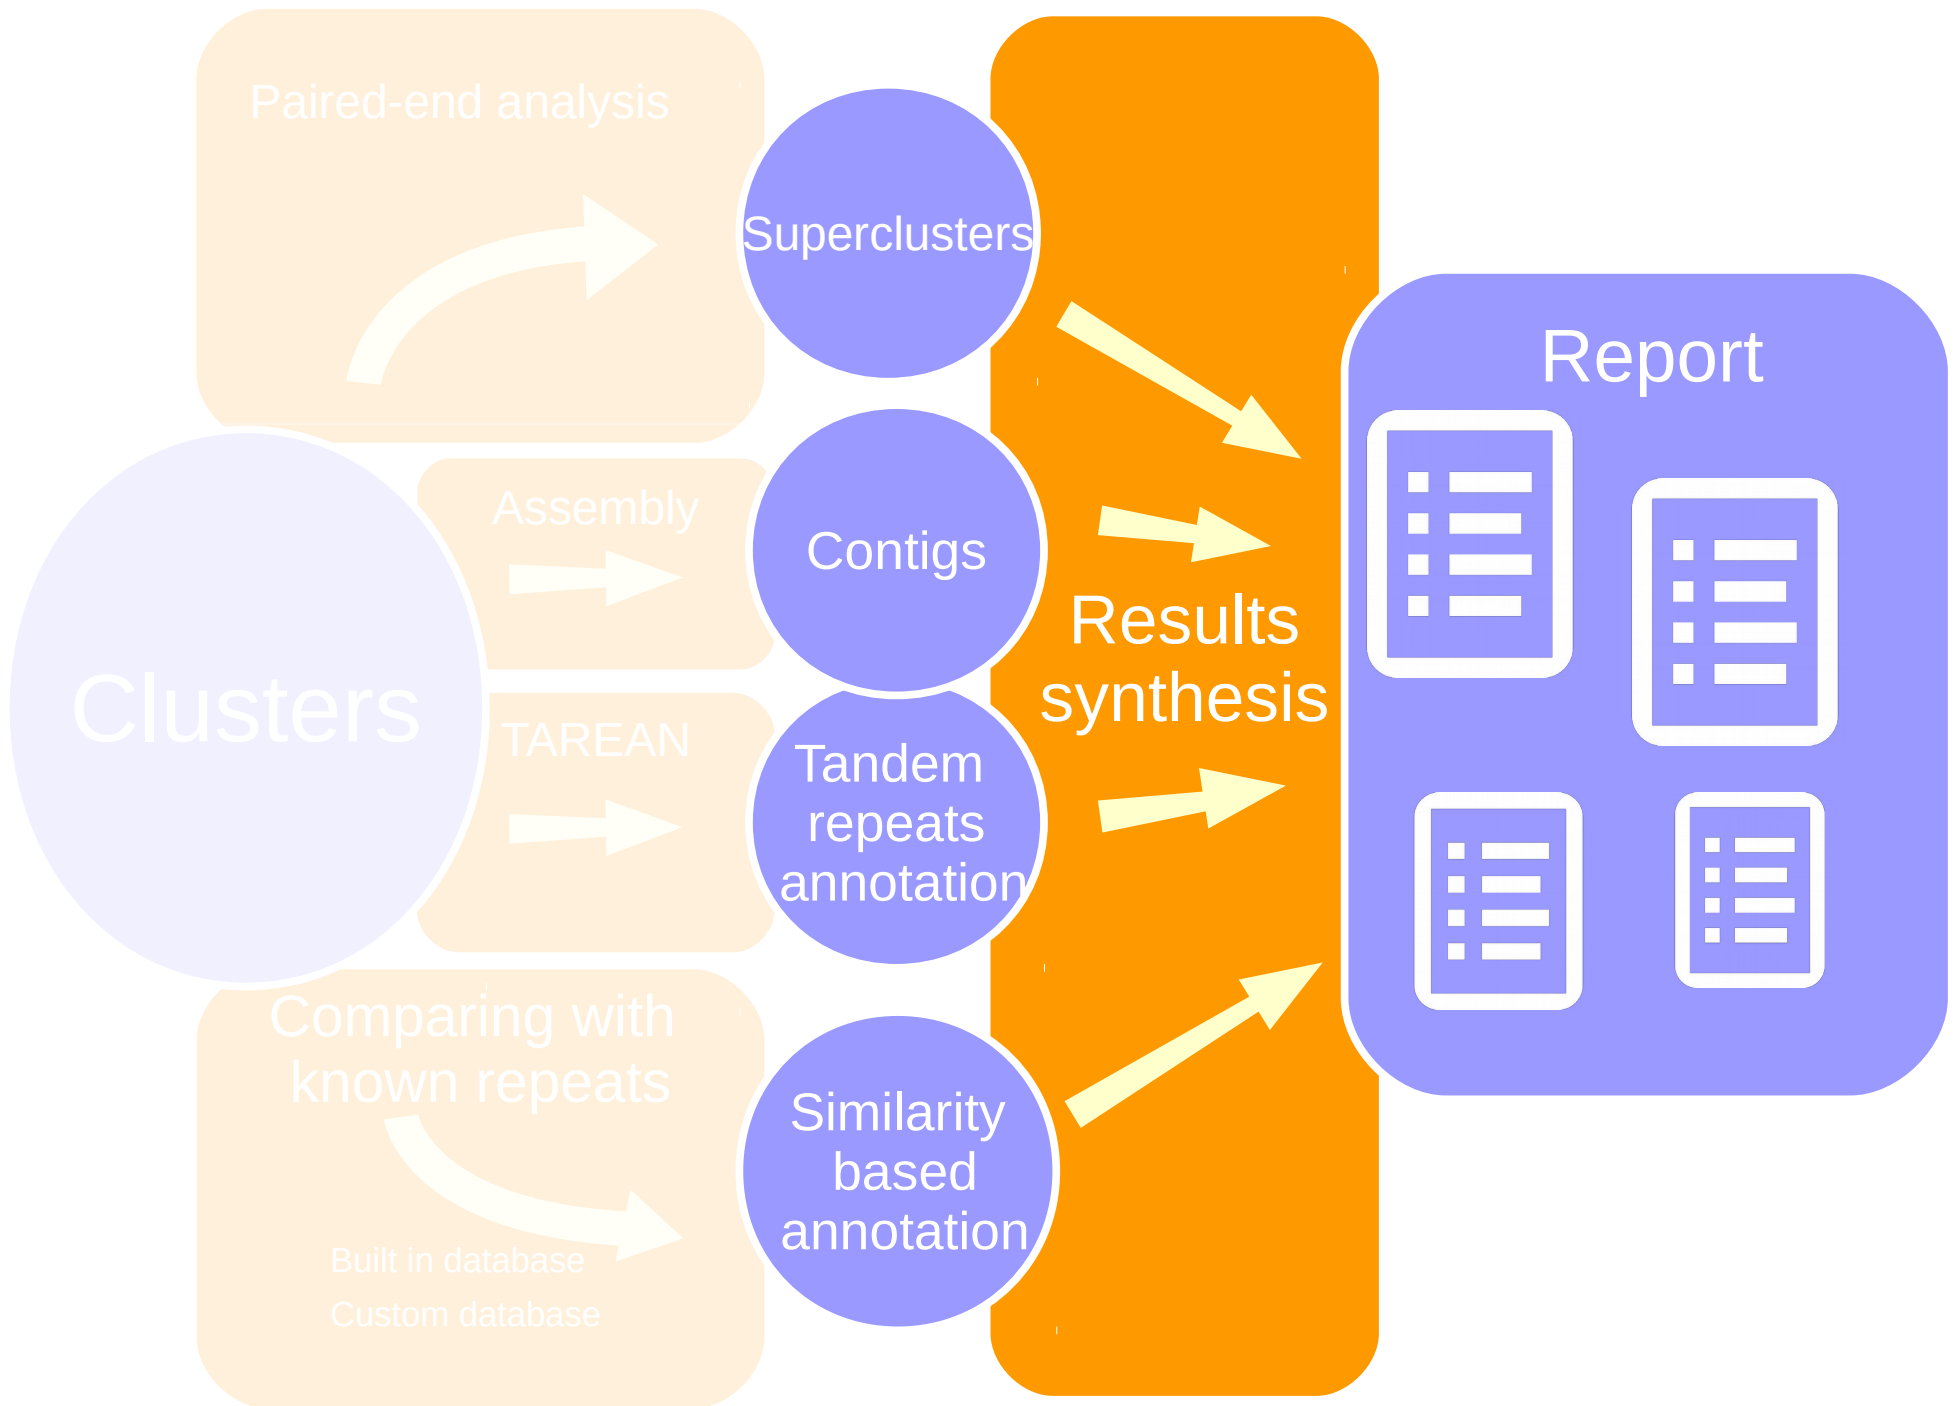 Paired-end analysis
Superclusters
Report
Assembly
Contigs
Results
synthesis
Clusters
TAREAN
Tandem
repeats
annotation
Comparing with
known repeats
Similarity
based
annotation
Built in database
Custom database